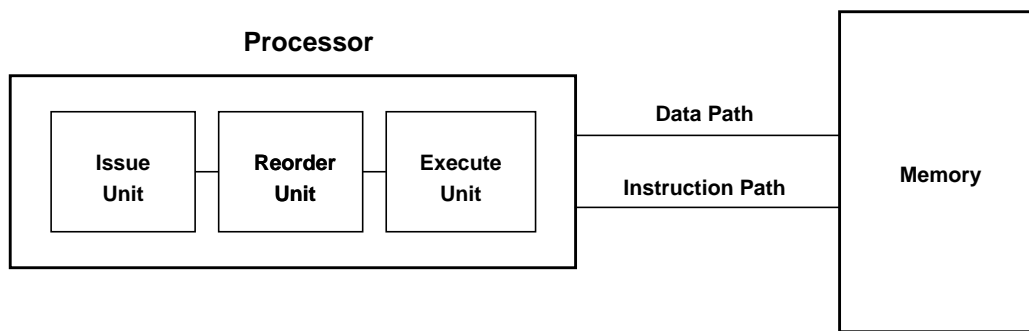 Processor
Issue
Unit
Reorder
Unit
Execute
Unit
Data Path
Instruction Path
Memory